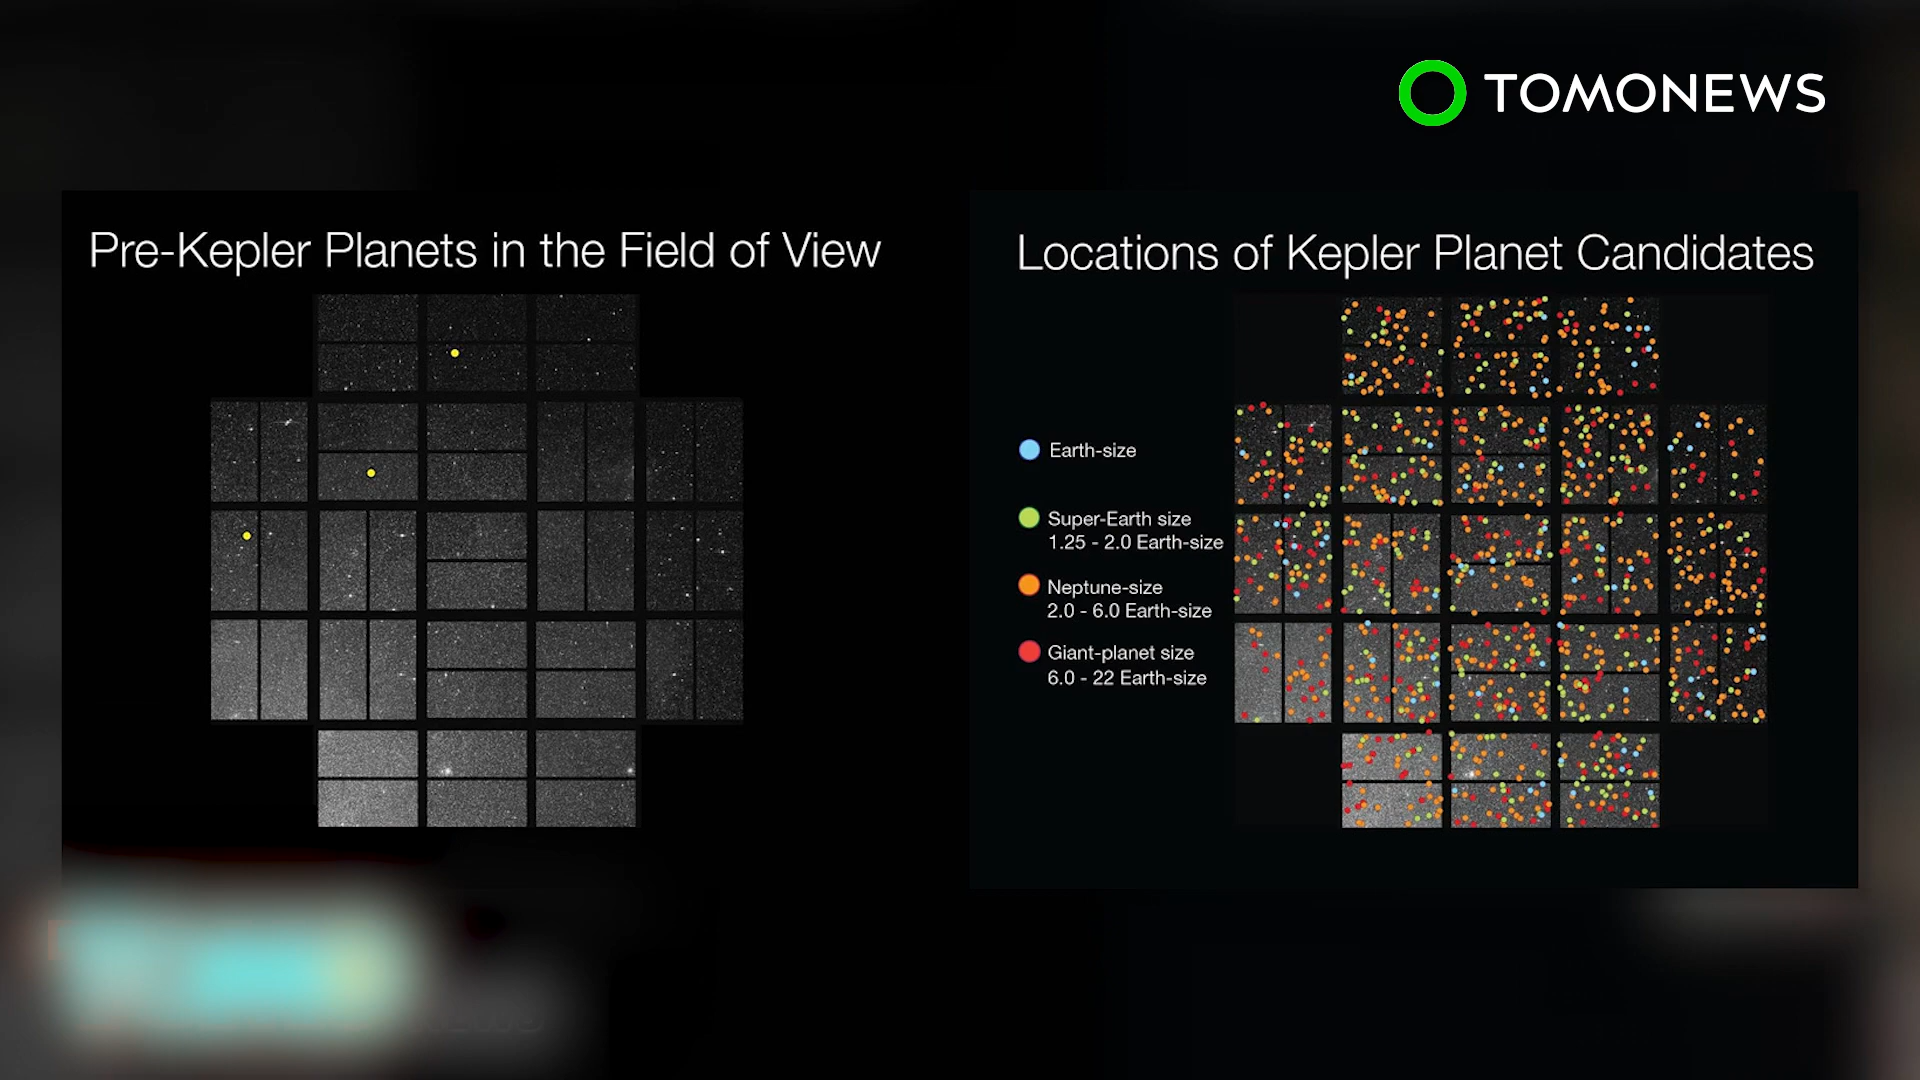 TOMONEWS
Pre-Kepler Planets in the Field of View
Locations of Kepler Planet Candidates
Earth-size
Super-Earth size
1.25 - 2.0 Earth-size
Neptune-size
2.0 - 6.0 Earth-size
Giant-planet size
6.0 - 22 Earth-size